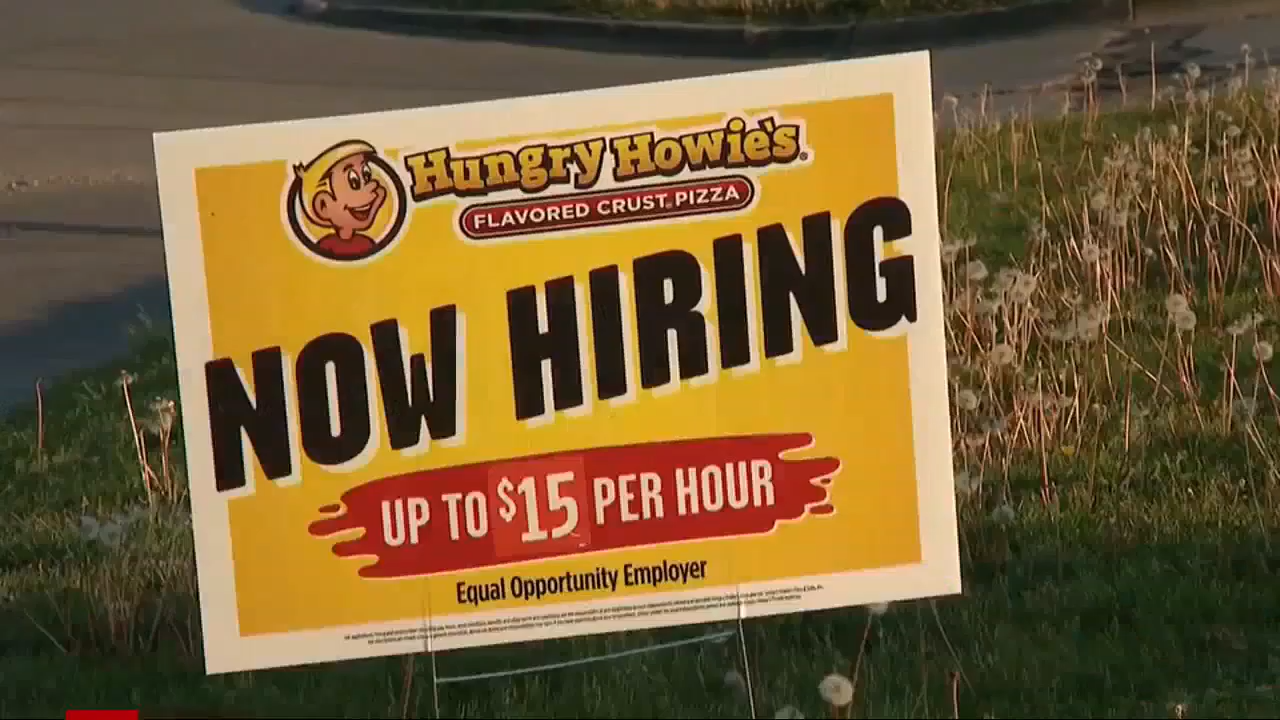 Hungry Howie's
FLAVORED CRUST PIZZA
NOW HIRING
UP TO $15 PER HOUR
Equal Opportunity Employer